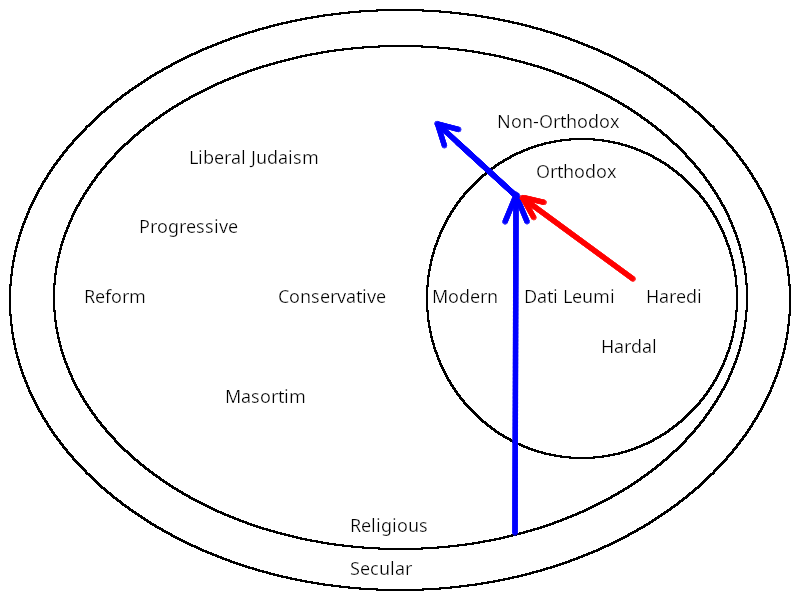 Non-Orthodox
Liberal Judaism
Orthodox
Progressive
Reform
Conservative
Modern
Dati Leumi
Haredi
Hardal
Masortim
Religious
Secular